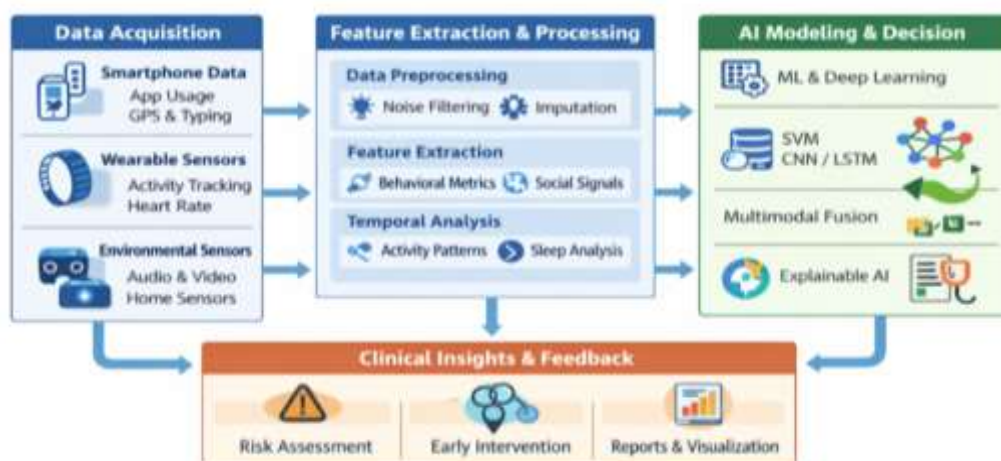 Data Acquisition
Smartphone Data
App Usage
GPS & Typing
Wearable Sensors
Activity Tracking
Heart Rate
Environmental Sensors
Audio & Video
Home Sensors
Feature Extraction & Processing
Data Preprocessing
Noise Filtering
Imputation
Feature Extraction
Behavioral Metrics
Social Signals
Temporal Analysis
Activity Patterns
Sleep Analysis
AI Modeling & Decision
ML & Deep Learning
SVM
CNN / LSTM
Multimodal Fusion
Explainable AI
Clinical Insights & Feedback
Risk Assessment
Early Intervention
Reports & Visualization